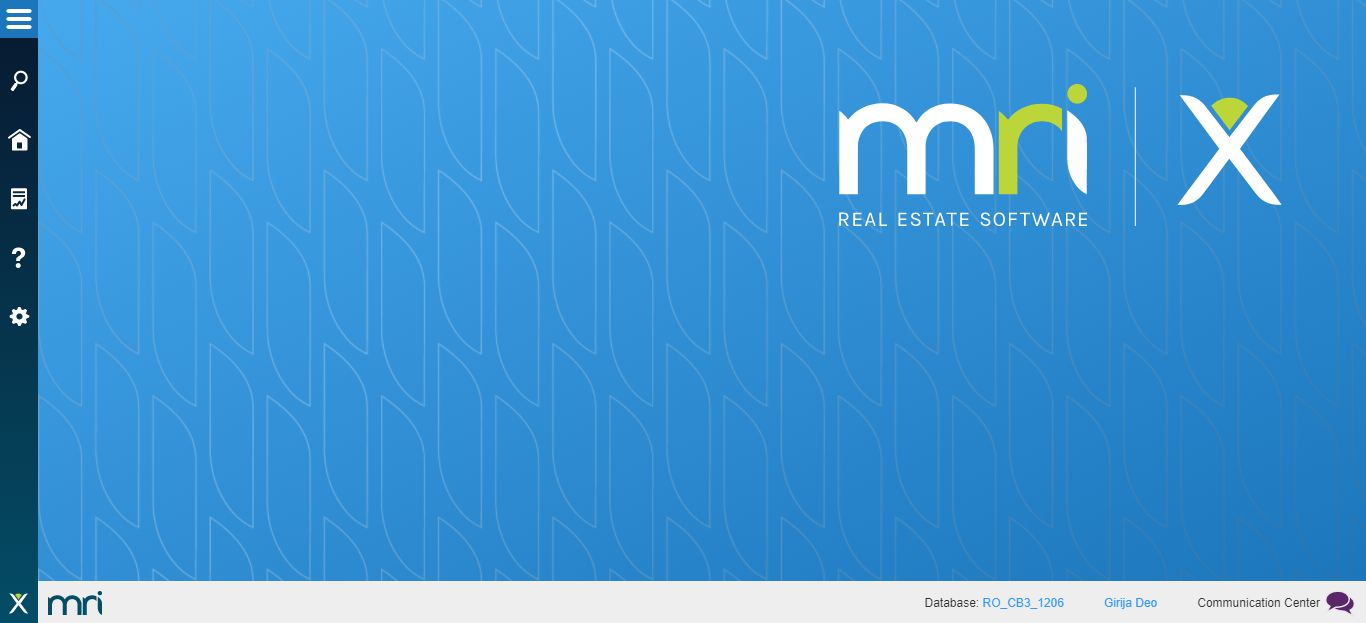 mri
REAL ESTATE SOFTWARE
X
mri
Database: RO_CB3_1206
Girija Deo
Communication Center